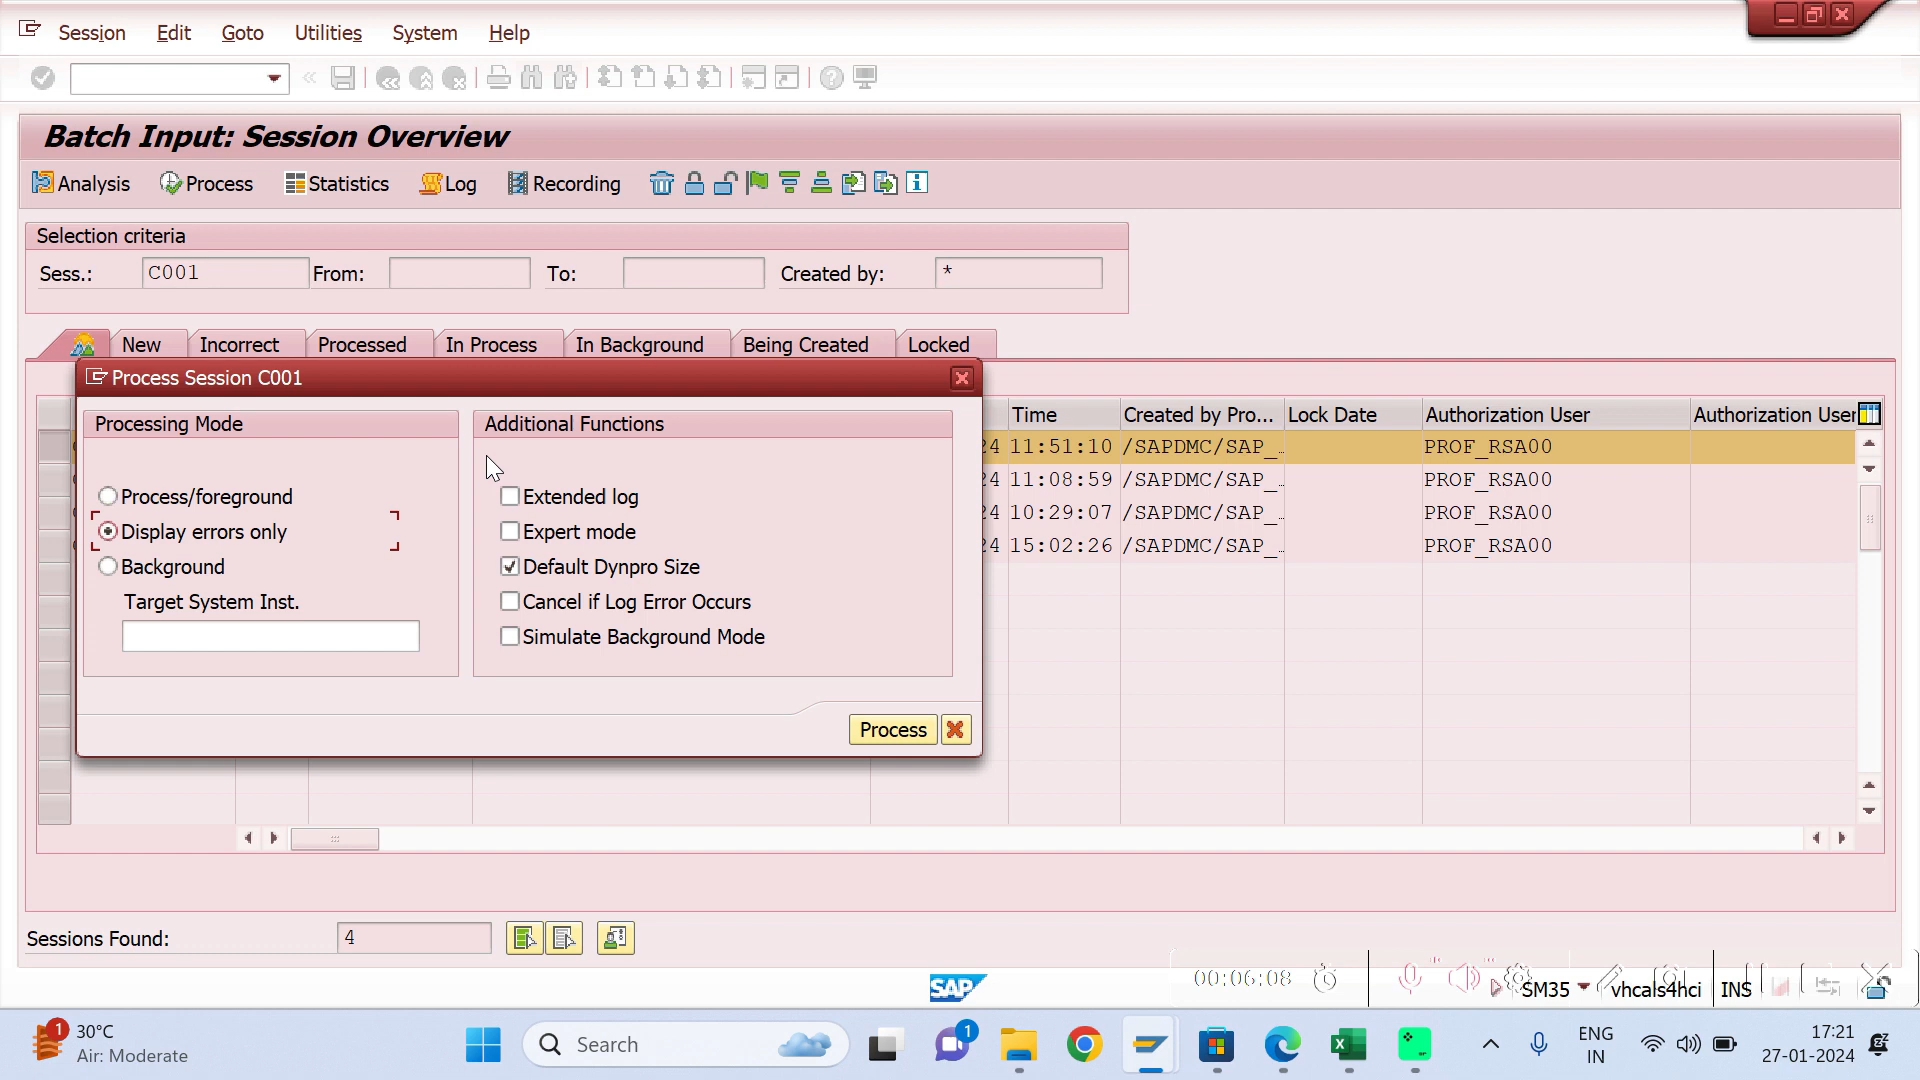 Session Edit Goto Utilities System Help
Batch Input: Session Overview
Analysis Process Statistics Log Recording
Selection criteria
Sess.: C001 From: To: Created by: *
New Incorrect Processed In Process In Background Being Created Locked
Process Session C001
Processing Mode
Process/foreground
Display errors only
Background
Target System Inst.
Additional Functions
Extended log
Expert mode
Default Dynpro Size
Cancel if Log Error Occurs
Simulate Background Mode
Process
Time Created by Pro... Lock Date Authorization User Authorization User
24 11:51:10 /SAPDMC/SAP_… PROF_RSA00
24 11:08:59 /SAPDMC/SAP_… PROF_RSA00
24 10:29:07 /SAPDMC/SAP_… PROF_RSA00
24 15:02:26 /SAPDMC/SAP_… PROF_RSA00
Sessions Found: 4
SAP 00:06:08 SM35 vhcals4hci INS
1 30°C
Air: Moderate
Search
1
ENG
IN
17:21
27-01-2024